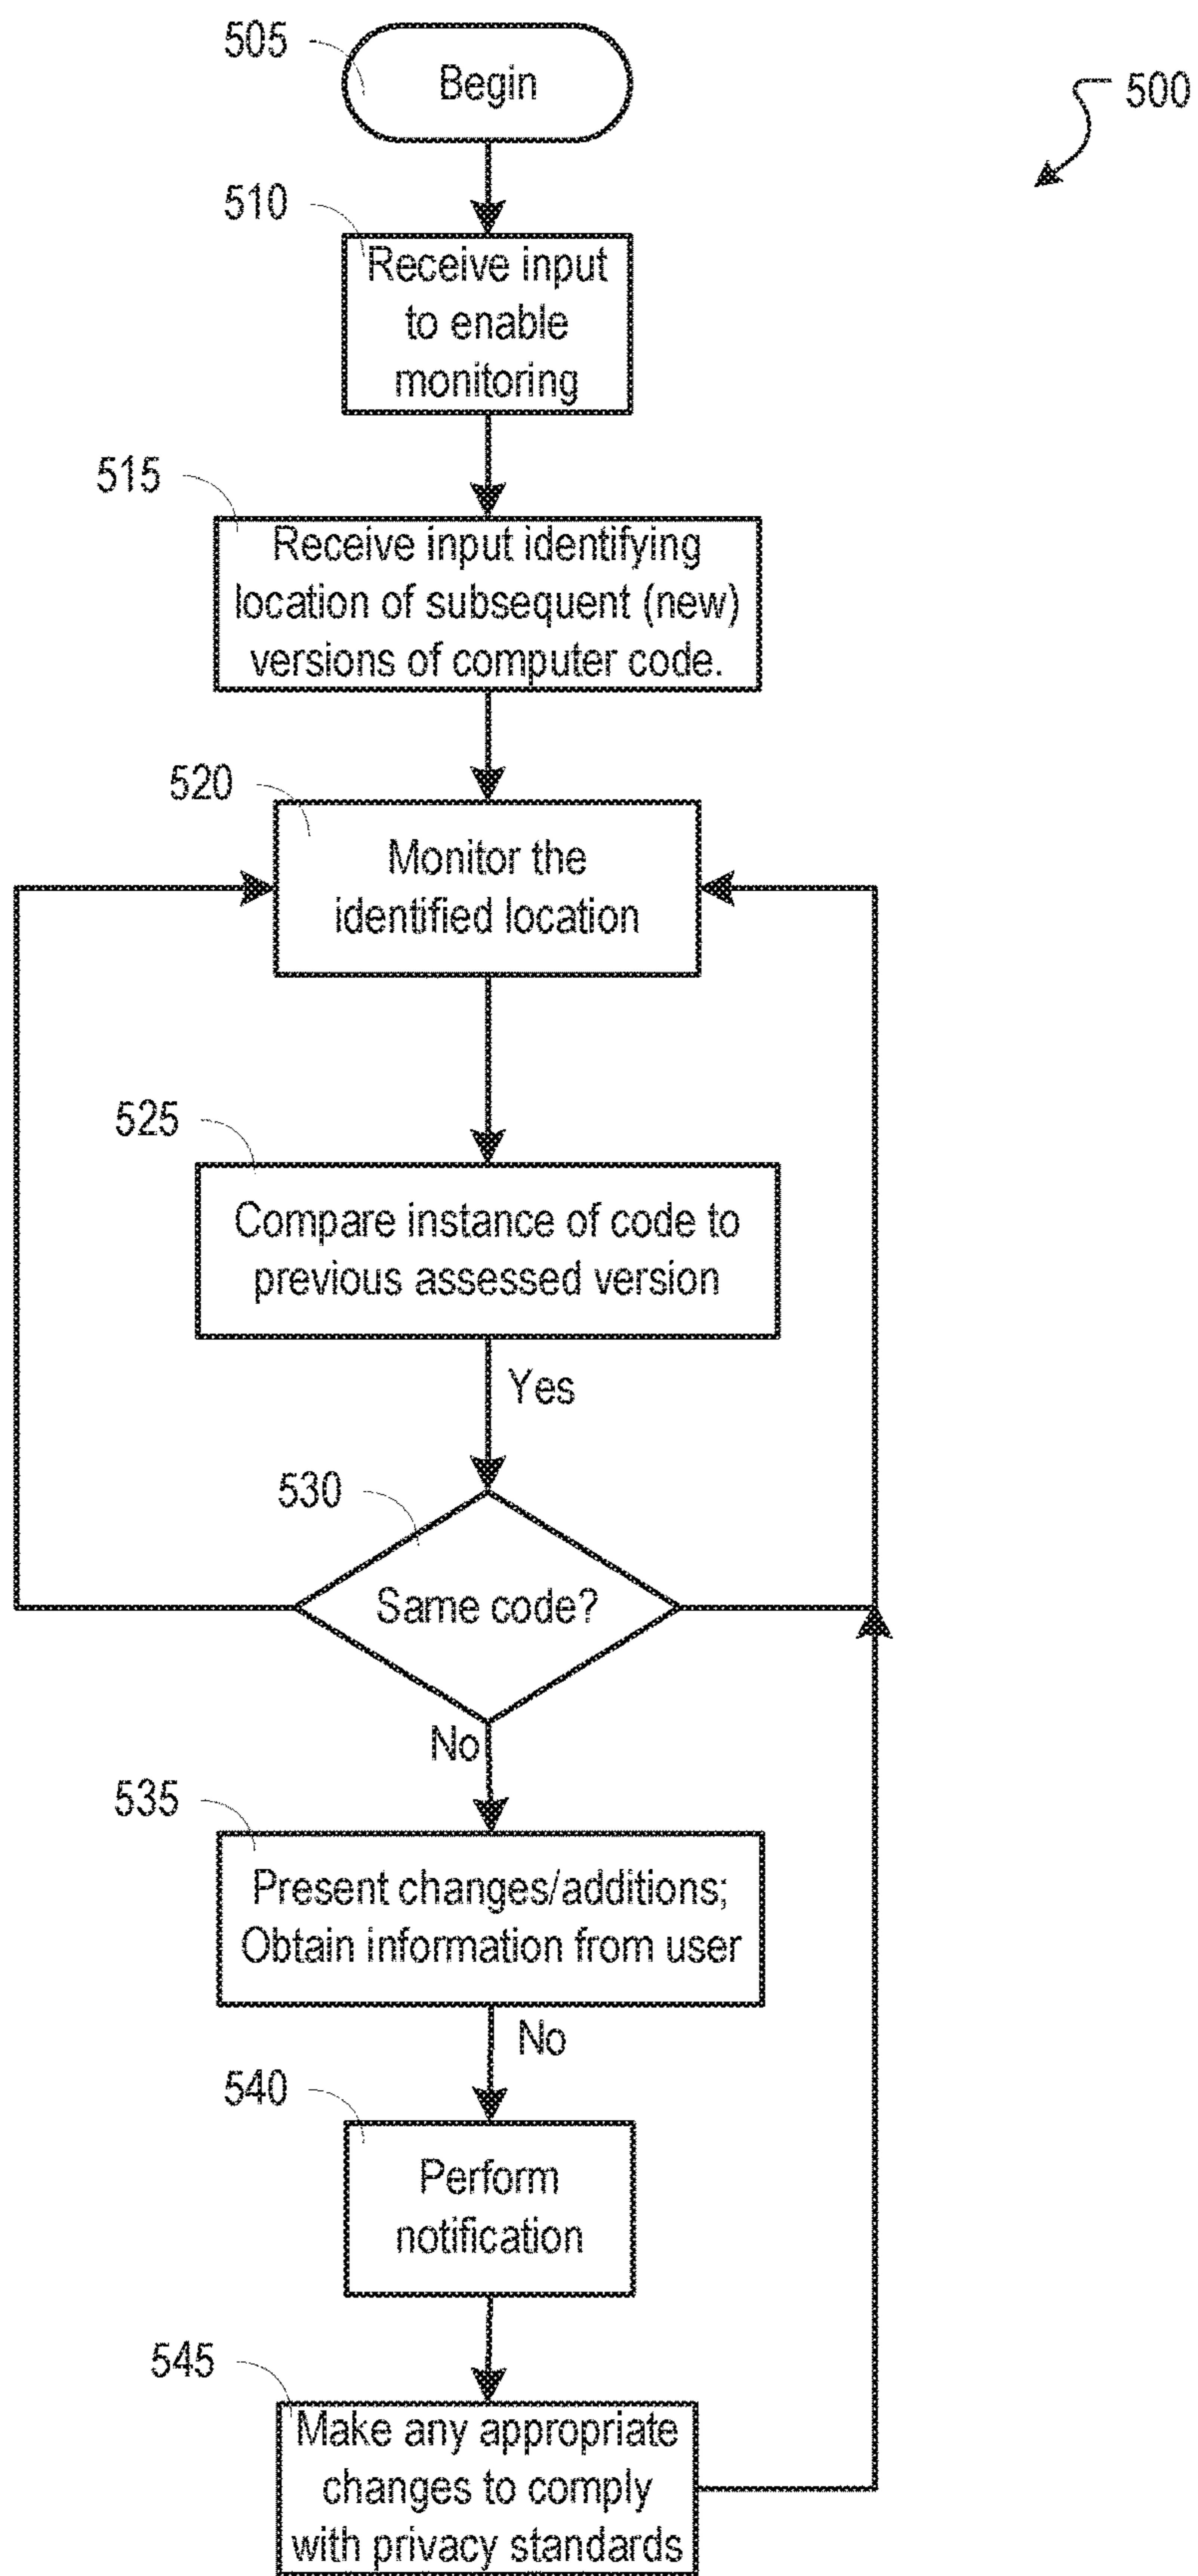 505
Begin
500
510
Receive input
to enable
monitoring
515
Receive input identifying
location of subsequent (new)
versions of computer code.
520
Monitor the
identified location
525
Compare instance of code to
previous assessed version
Yes
530
Same code?
No
535
Present changes/additions;
Obtain information from user
No
540
Perform
notification
545
Make any appropriate
changes to comply
with privacy standards